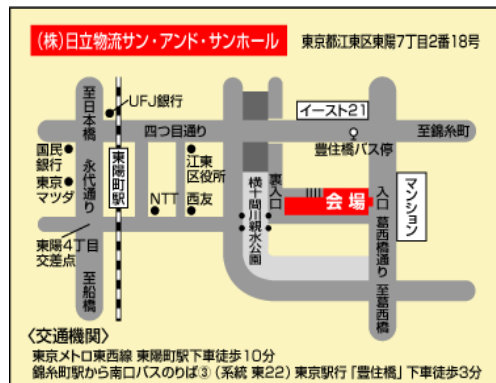 (株)日立物流サン・アンド・サンホール
東京都江東区東陽7丁目2番18号
至日本橋
UFJ銀行
イースト21
四つ目通り
至錦糸町
豊住橋バス停
国民銀行
東京マツダ
永代通り
東陽町駅
江東区役所
NTT
西友
横十間川親水公園
裏入口
会場
入口
マンション
葛西橋通り
東陽4丁目交差点
至船橋
至葛西橋
〈交通機関〉
東京メトロ東西線 東陽町駅下車徒歩10分
錦糸町駅から南口バスのりば③(系統 東22) 東京駅行「豊住橋」下車徒歩3分